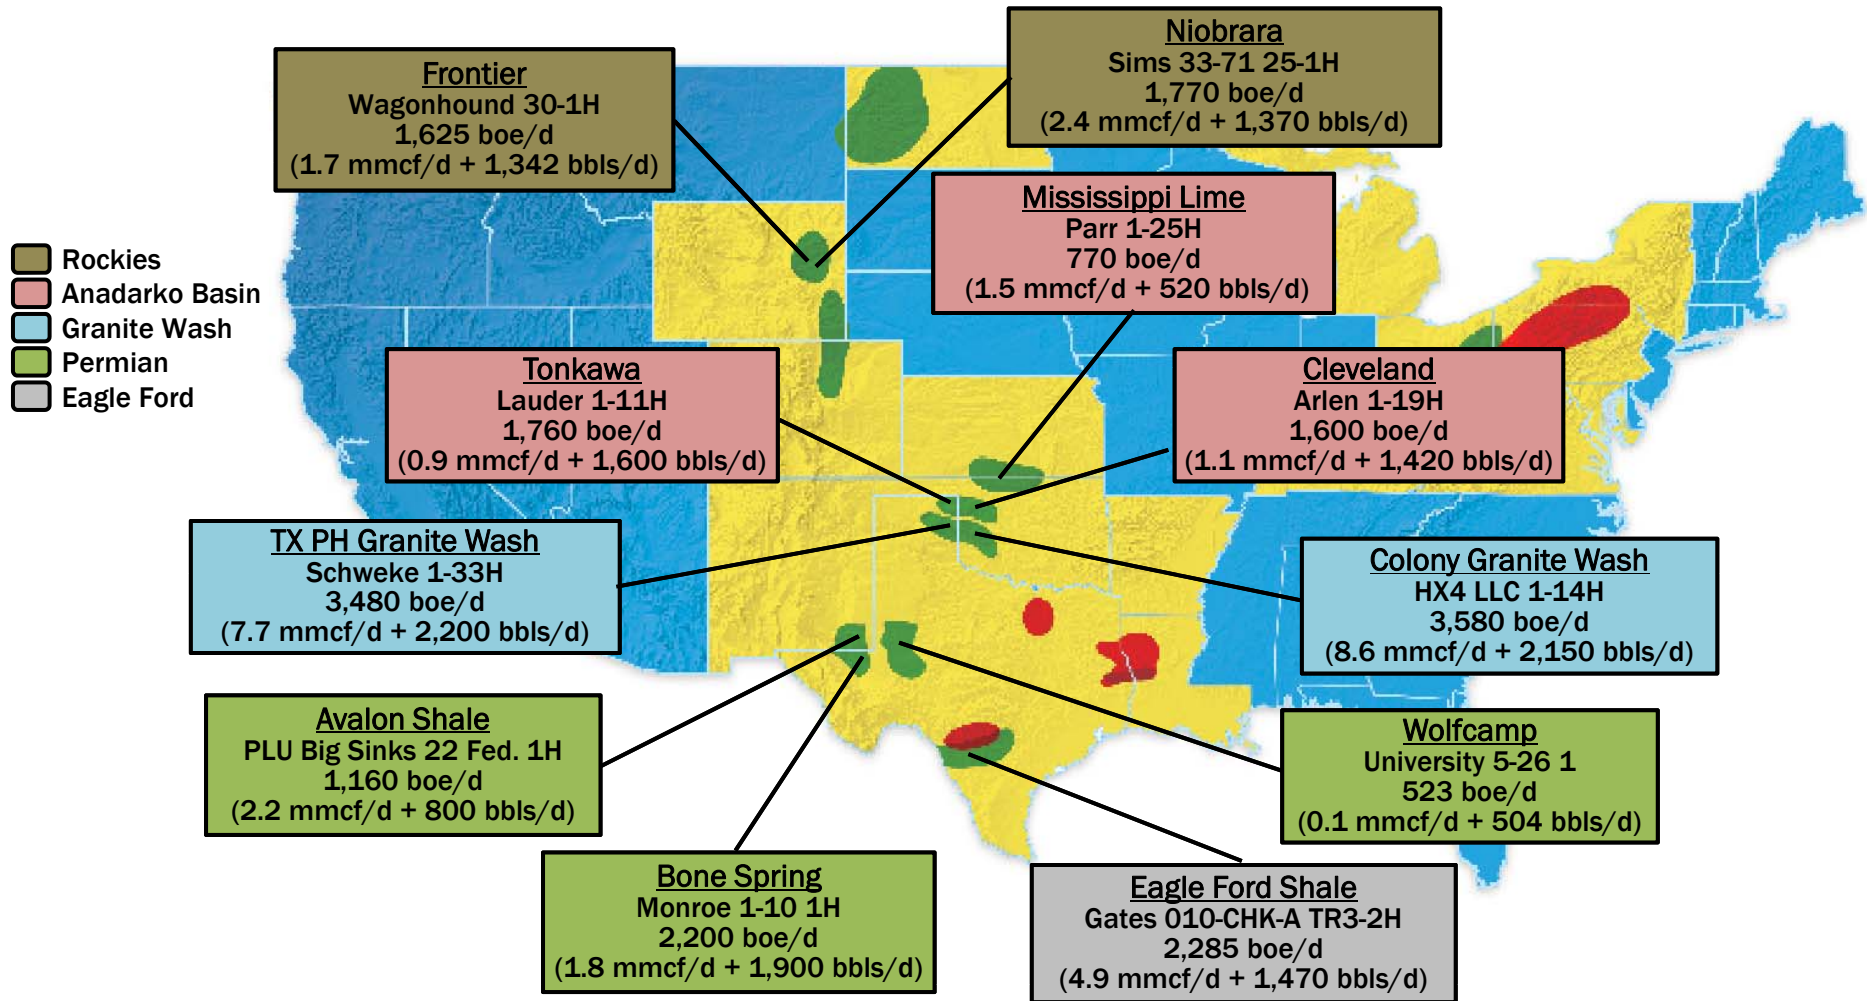 Frontier
Wagonhound 30-1H
1,625 boe/d
(1.7 mmcf/d + 1,342 bbls/d)
Niobrara
Sims 33-71 25-1H
1,770 boe/d
(2.4 mmcf/d + 1,370 bbls/d)
Mississippi Lime
Parr 1-25H
770 boe/d
(1.5 mmcf/d + 520 bbls/d)
Rockies
Anadarko Basin
Granite Wash
Permian
Eagle Ford
Tonkawa
Lauder 1-11H
1,760 boe/d
(0.9 mmcf/d + 1,600 bbls/d)
Cleveland
Arlen 1-19H
1,600 boe/d
(1.1 mmcf/d + 1,420 bbls/d)
TX PH Granite Wash
Schweke 1-33H
3,480 boe/d
(7.7 mmcf/d + 2,200 bbls/d)
Colony Granite Wash
HX4 LLC 1-14H
3,580 boe/d
(8.6 mmcf/d + 2,150 bbls/d)
Avalon Shale
PLU Big Sinks 22 Fed. 1H
1,160 boe/d
(2.2 mmcf/d + 800 bbls/d)
Wolfcamp
University 5-26 1
523 boe/d
(0.1 mmcf/d + 504 bbls/d)
Bone Spring
Monroe 1-10 1H
2,200 boe/d
(1.8 mmcf/d + 1,900 bbls/d)
Eagle Ford Shale
Gates 010-CHK-A TR3-2H
2,285 boe/d
(4.9 mmcf/d + 1,470 bbls/d)